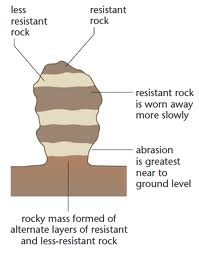 less
resistant
rock
resistant
rock
resistant rock
is worn away
more slowly
abrasion
is greatest
near to
ground level
rocky mass formed of
alternate layers of resistant
and less-resistant rock